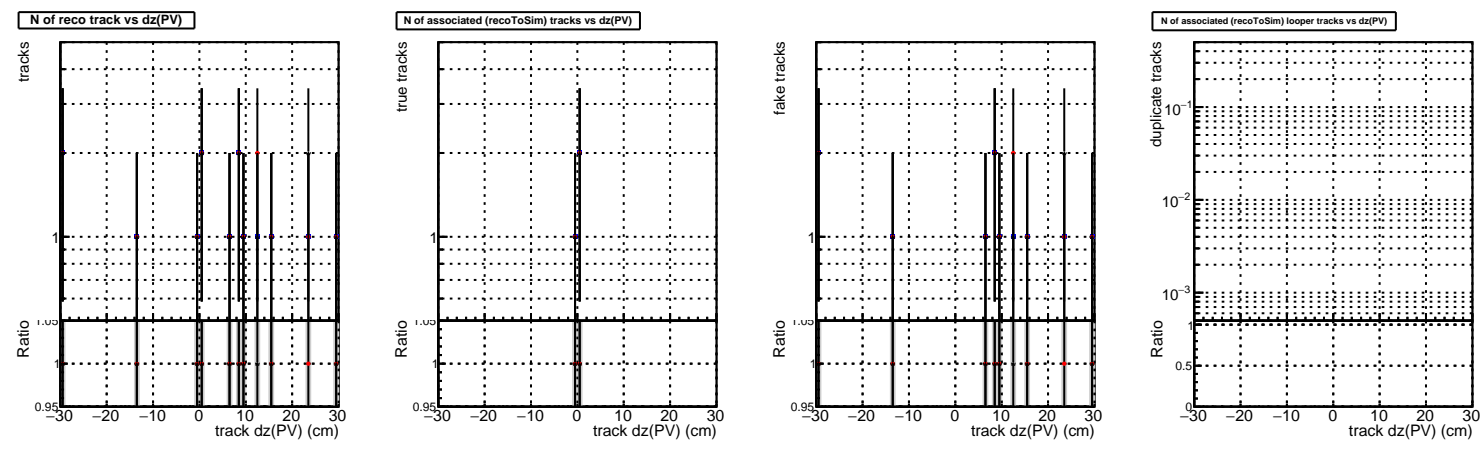 N of reco track vs dz(PV)
tracks
1
Ratio
1.05
1
0.95
−30 −20 −10 0 10 20 30
track dz(PV) (cm)
N of associated (recoToSim) tracks vs dz(PV)
true tracks
1
Ratio
1.05
1
0.95
−30 −20 −10 0 10 20 30
track dz(PV) (cm)
fake tracks
1
Ratio
1.05
1
0.95
−30 −20 −10 0 10 20 30
track dz(PV) (cm)
N of associated (recoToSim) looper tracks vs dz(PV)
duplicate tracks
10−1
10−2
10−3
Ratio
1
0.5
0
−30 −20 −10 0 10 20 30
track dz(PV) (cm)